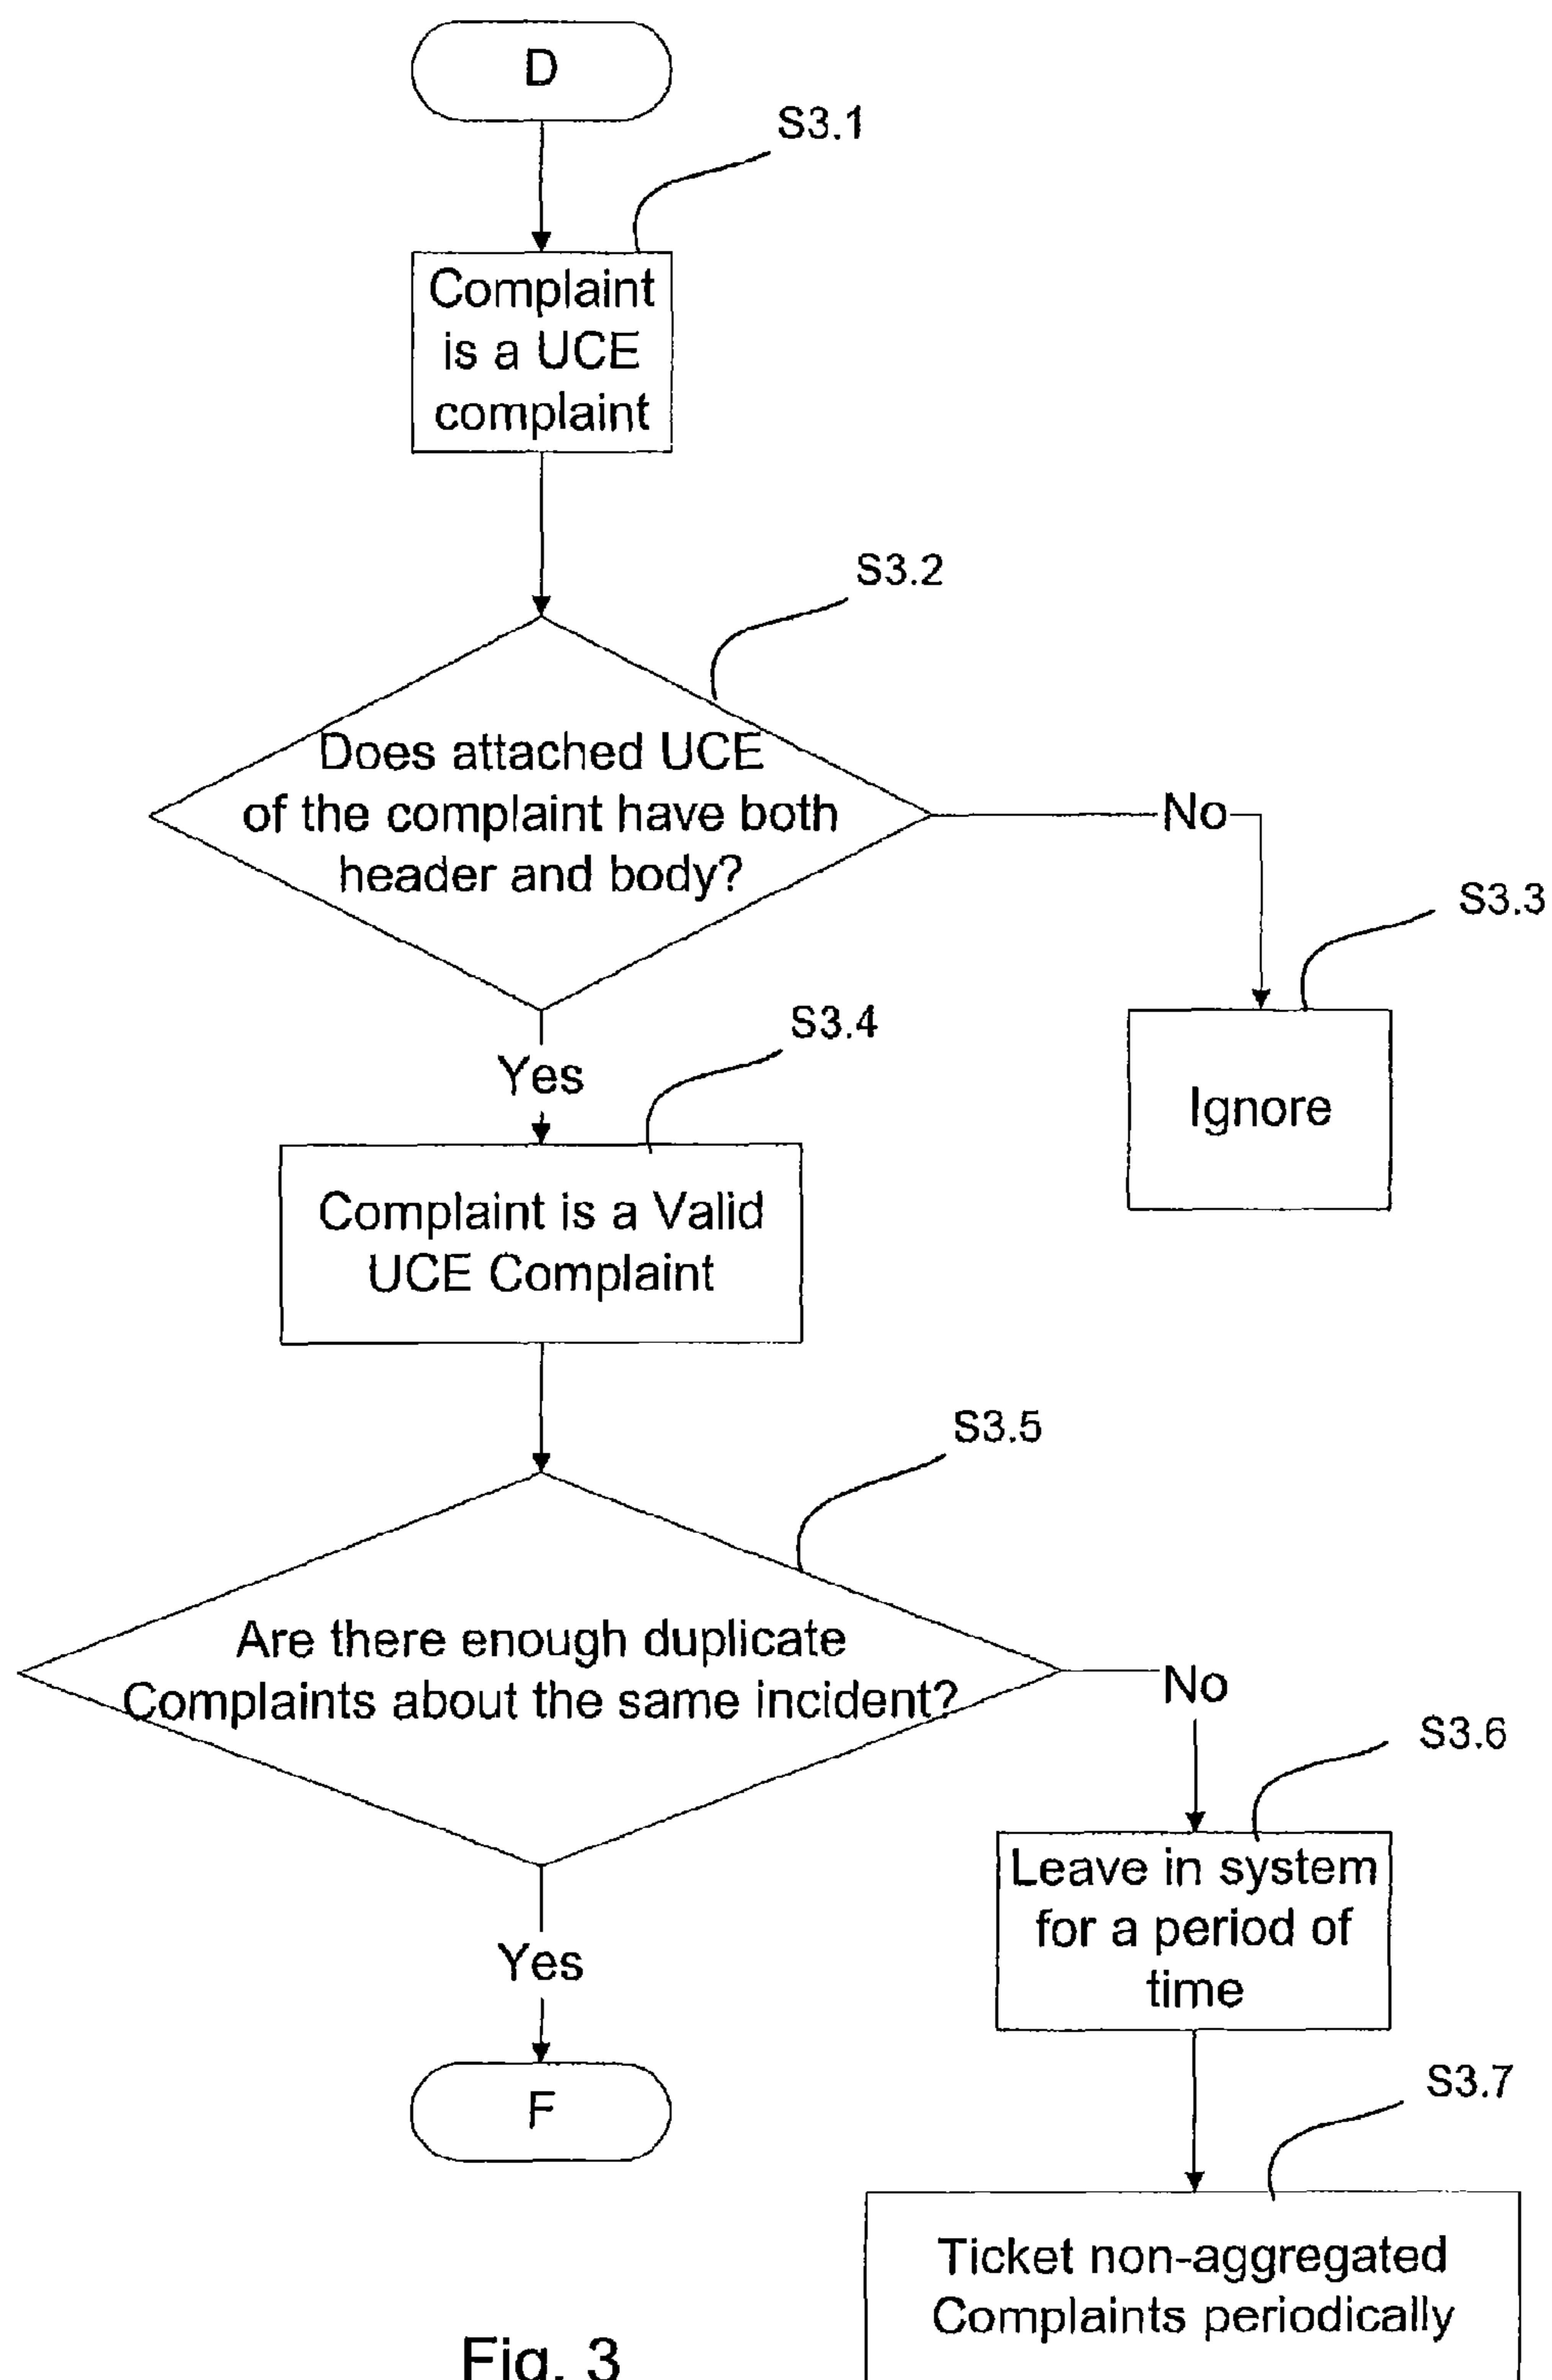 D
S3.1
Complaint
is a UCE
complaint
S3.2
Does attached UCE
of the complaint have both
header and body?
No
S3.3
Ignore
Yes
S3.4
Complaint is a Valid
UCE Complaint
S3.5
Are there enough duplicate
Complaints about the same incident?
No
S3.6
Leave in system
for a period of
time
Yes
F
S3.7
Ticket non-aggregated
Complaints periodically
Fig. 3